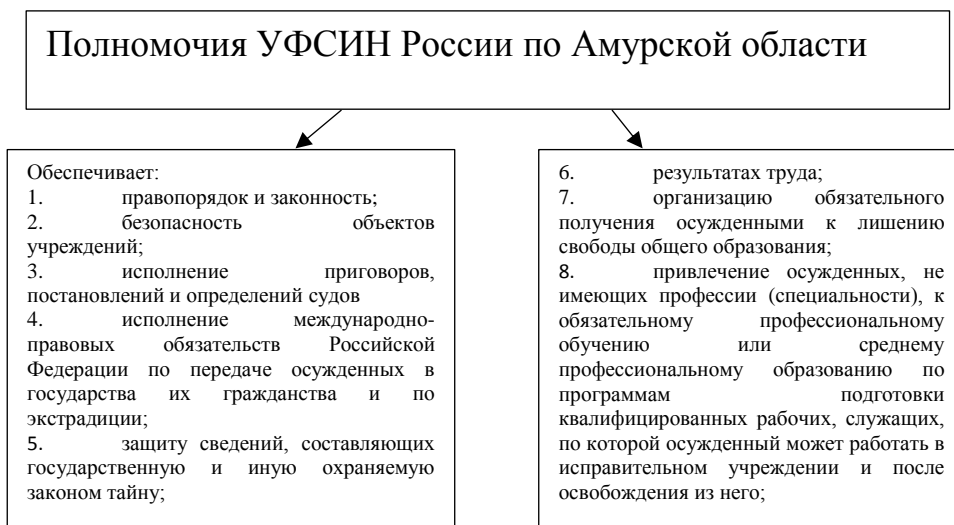 Полномочия УФСИН России по Амурской области
Обеспечивает:
1. правопорядок и законность;
2. безопасность объектов
учреждений;
3. исполнение приговоров,
постановлений и определений судов
4. исполнение международно-
правовых обязательств Российской
Федерации по передаче осужденных в
государства их гражданства и по
экстрадиции;
5. защиту сведений, составляющих
государственную и иную охраняемую
законом тайну;
6. результатах труда;
7. организацию обязательного
получения осужденными к лишению
свободы общего образования;
8. привлечение осужденных, не
имеющих профессии (специальности), к
обязательному профессиональному
обучению или среднему
профессиональному образованию по
программам подготовки
квалифицированных рабочих, служащих,
по которой осужденный может работать в
исправительном учреждении и после
освобождения из него;